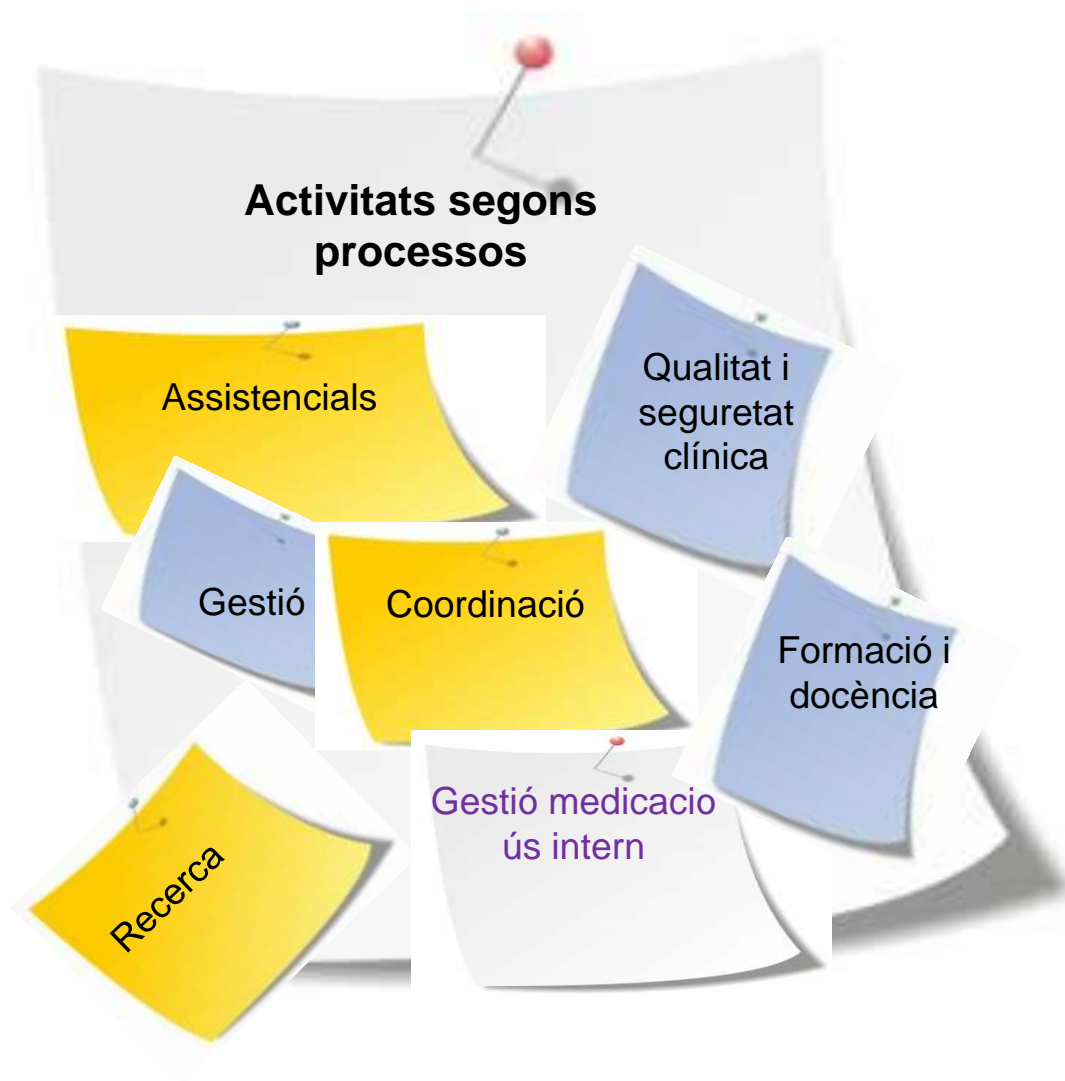 Activitats segons
processos
Assistencials
Qualitat i
seguretat
clínica
Gestió
Coordinació
Formació i
docència
Gestió medicacio
ús intern
Recerca